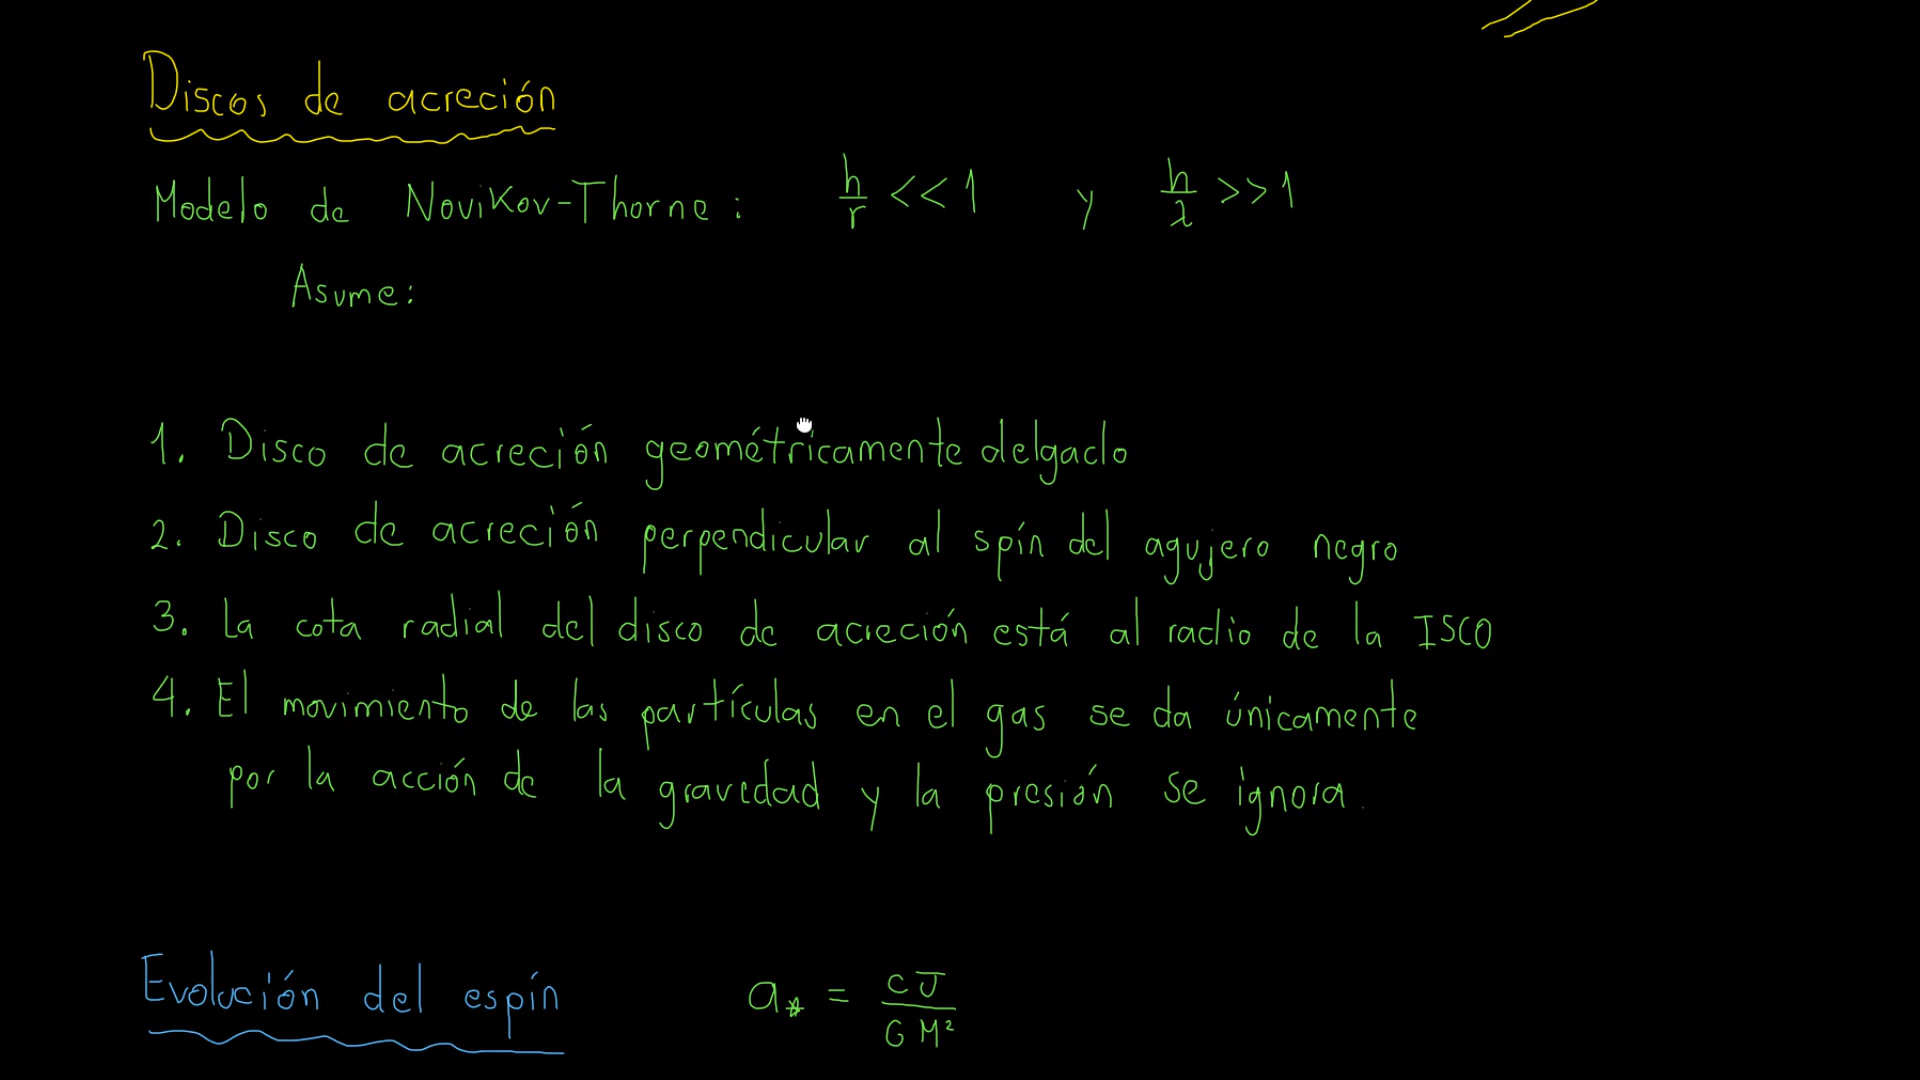 Discos de acreción
Modelo de Novikov-Thorne: h/r <<1 y h/λ >>1
Asume:
1. Disco de acreción geométricamente delgado
2. Disco de acreción perpendicular al spín del agujero negro
3. La cota radial del disco de acreción está al radio de la ISCO
4. El movimiento de las partículas en el gas se da únicamente
por la acción de la gravedad y la presión se ignora.
Evolución del espín a* = cJ/GM²